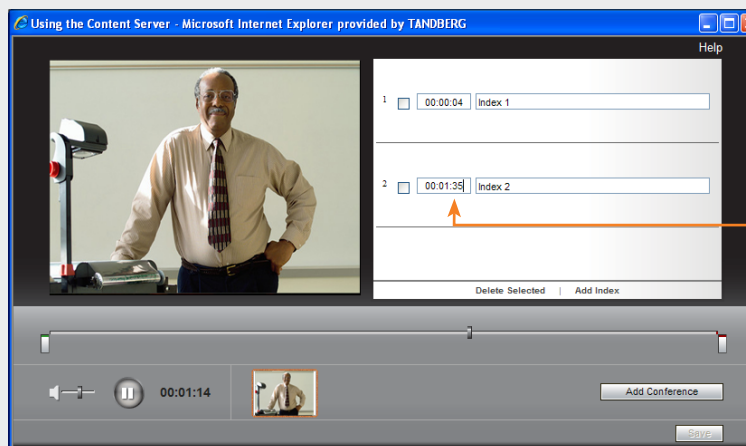 Using the Content Server - Microsoft Internet Explorer provided by TANDBERG
Help
1 00:00:04 Index 1
2 00:01:35 Index 2
Delete Selected | Add Index
00:01:14
Add Conference
Save